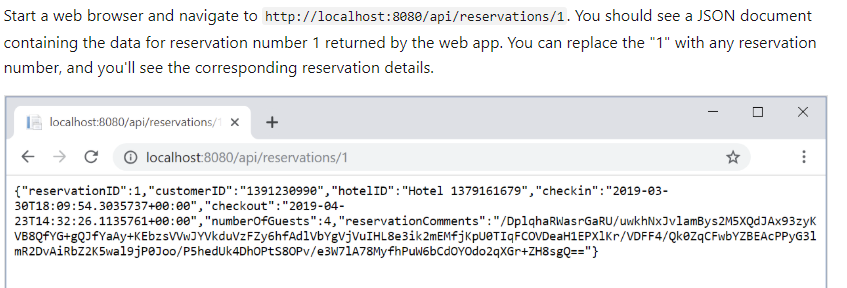 Start a web browser and navigate to http://localhost:8080/api/reservations/1. You should see a JSON document
containing the data for reservation number 1 returned by the web app. You can replace the "1" with any reservation
number, and you'll see the corresponding reservation details.
localhost:8080/api/reservations/1
localhost:8080/api/reservations/1
{"reservationID":1,"customerID":"1391230990","hotelID":"Hotel 1379161679","checkin":"2019-03-
30T18:09:54.3035737+00:00","checkout":"2019-04-
23T14:32:26.1135761+00:00","numberOfGuests":4,"reservationComments":"/DplqhaRWasrGaRU/uwkhNxJvlamBys2M5XQdJAx93zyK
VB8QfYG+gQJfYaAy+KEbzsVVwJYVkduVzFZy6hfAdlVbYgVjVuIHL8e3ik2mEMfjKpU0TIqFCOVDeaH1EPXlKr/VDFF4/Qk0ZqCFwbYZBEAcPPyG3l
mR2DvAiRbZ2K5wal9jP0Joo/P5hedUk4DhOPtS8OPv/e3W7lA78MyfhPuW6bCdOYOdo2qXGr+ZH8sgQ=="}